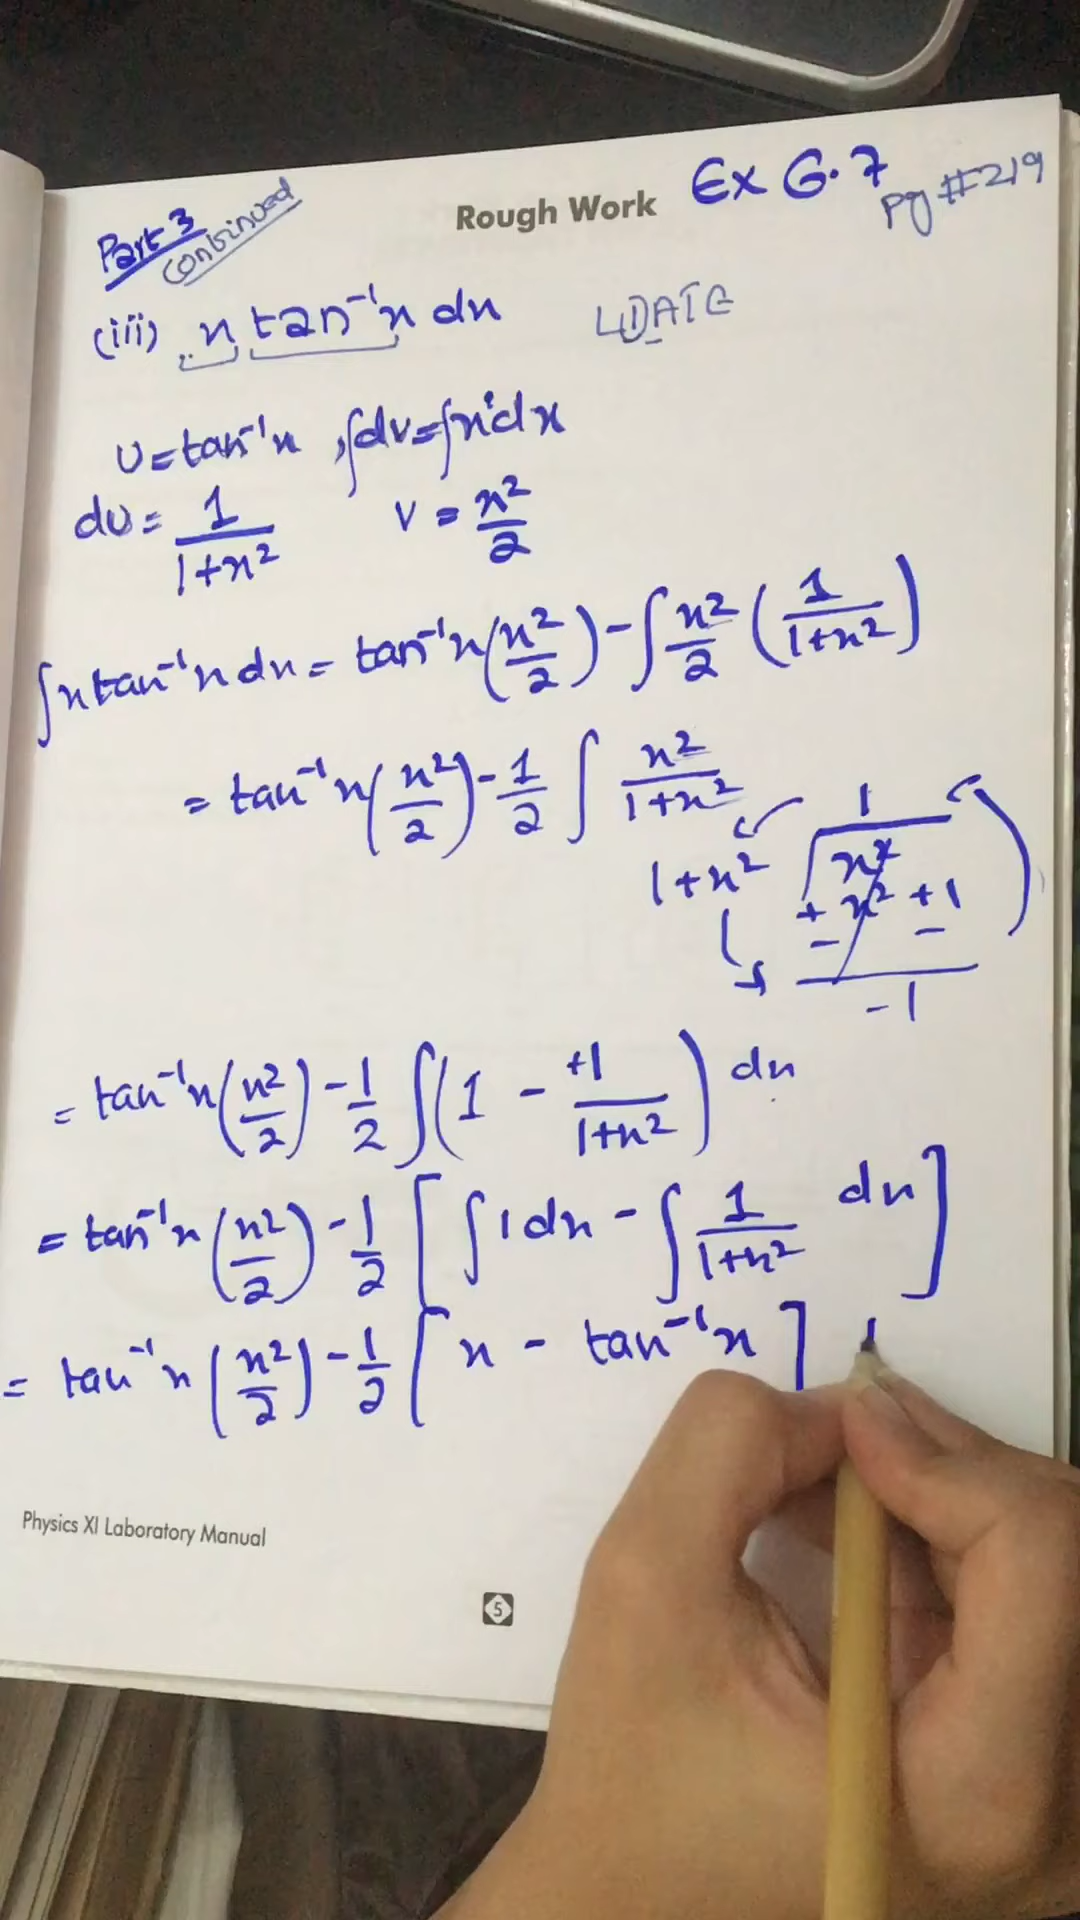 Part 3
continued
Rough Work
Ex 6.7
Pg #219
(iii) x tan⁻¹x dx
LIATE
U = tan⁻¹x , ∫dv = ∫x¹dx
dU = 1/(1+x²)    V = x²/2
∫x tan⁻¹x dx = tan⁻¹x (x²/2) - ∫ x²/2 (1/(1+x²))
= tan⁻¹x (x²/2) - 1/2 ∫ x²/(1+x²)
1
1+x² √x²
+x² +1
- -
-1
= tan⁻¹x (x²/2) - 1/2 ∫(1 - +1/(1+x²)) dx
= tan⁻¹x (x²/2) - 1/2 [∫1dx - ∫ 1/(1+x²) dx]
= tan⁻¹x (x²/2) - 1/2 [x - tan⁻¹x]
Physics XI Laboratory Manual
5